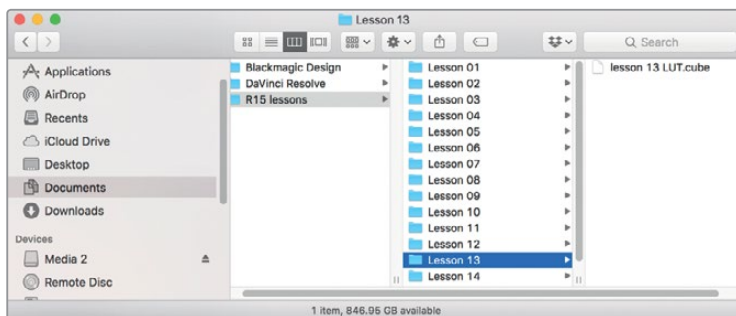 Lesson 13
Search
Applications
AirDrop
Recents
iCloud Drive
Desktop
Documents
Downloads
Devices
Media 2
Remote Disc
Blackmagic Design
DaVinci Resolve
R15 lessons
Lesson 01
Lesson 02
Lesson 03
Lesson 04
Lesson 05
Lesson 06
Lesson 07
Lesson 08
Lesson 09
Lesson 10
Lesson 11
Lesson 12
Lesson 13
Lesson 14
lesson 13 LUT.cube
1 item, 846.95 GB available